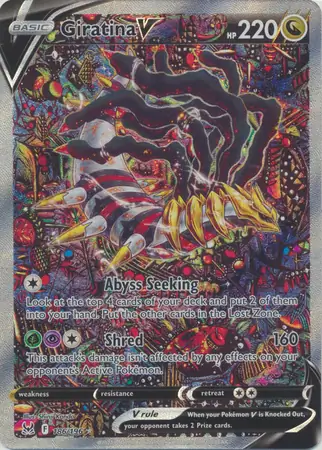 BASIC
Giratina V
HP 220
Abyss Seeking
Look at the top 4 cards of your deck and put 2 of them
into your hand. Put the other cards in the Lost Zone.
Shred 160
This attack's damage isn't affected by any effects on your
opponent's Active Pokémon.
weakness resistance retreat
V rule When your Pokémon V is Knocked Out,
your opponent takes 2 Prize cards.
186/196